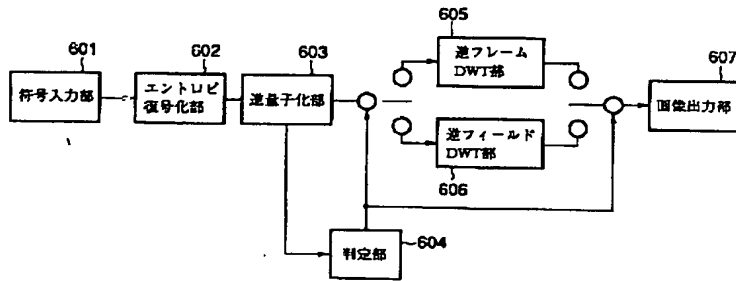 601
符号入力部
602
エントロピ
復号化部
603
逆量子化部
605
逆フレーム
DWT部
逆フィールド
DWT部
606
607
画像出力部
判定部
604